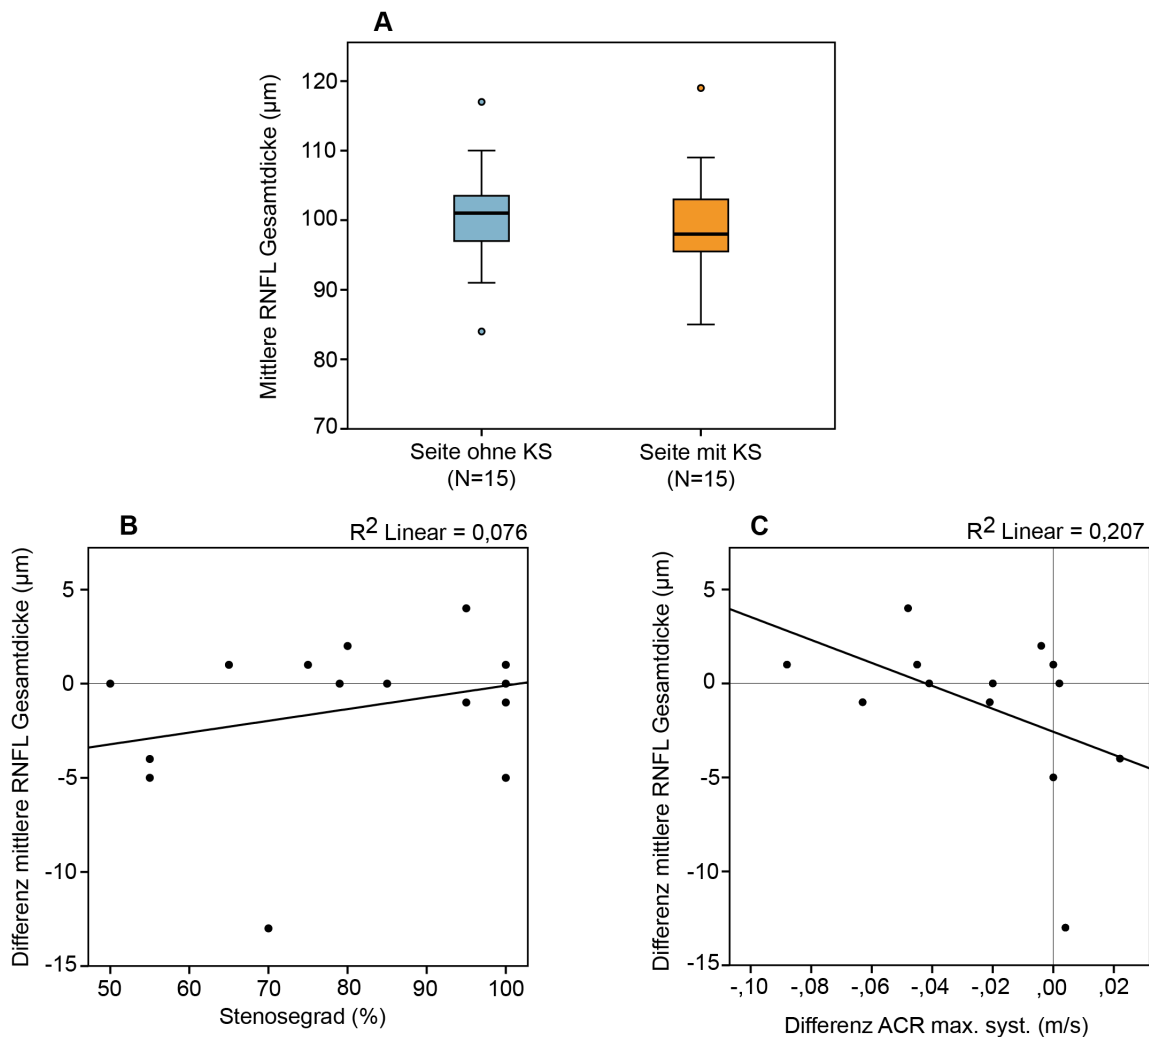 A
Mittlere RNFL Gesamtdicke (µm)
120
110
100
90
80
70
Seite ohne KS
(N=15)
Seite mit KS
(N=15)
B
R2 Linear = 0,076
Differenz mittlere RNFL Gesamtdicke (µm)
5
0
-5
-10
-15
50 60 70 80 90 100
Stenosegrad (%)
C
R2 Linear = 0,207
Differenz mittlere RNFL Gesamtdicke (µm)
5
0
-5
-10
-15
-,10 -,08 -,06 -,04 -,02 ,00 ,02
Differenz ACR max. syst. (m/s)